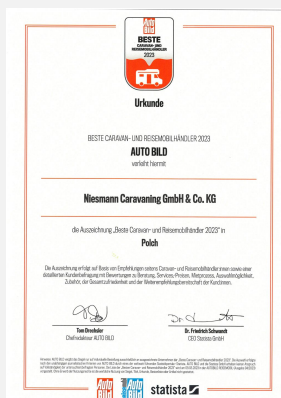 Auto
Bild
BESTE
CARAVAN- UND
REISEMOBILHÄNDLER
2023
Urkunde
BESTE CARAVAN- UND REISEMOBILHÄNDLER 2023
AUTO BILD
verleiht hiermit
Niesmann Caravaning GmbH & Co. KG
die Auszeichnung „Beste Caravan- und Reisemobilhändler 2023" in
Polch
Die Auszeichnung erfolgt auf Basis von Empfehlungen seitens Caravan- und Reisemobilhändler:innen sowie einer
detaillierten Kundenbefragung mit Bewertungen zu Beratung, Services, Mietprozess, Auswahlmöglichkeit,
Zubehör, der Gesamtzufriedenheit und der Weiterempfehlungsbereitschaft der Kund:innen.
Tom Drechsler
Chefredakteur AUTO BILD
Dr. Friedrich Schwandt
CEO Statista GmbH
Auto
Bild
statista